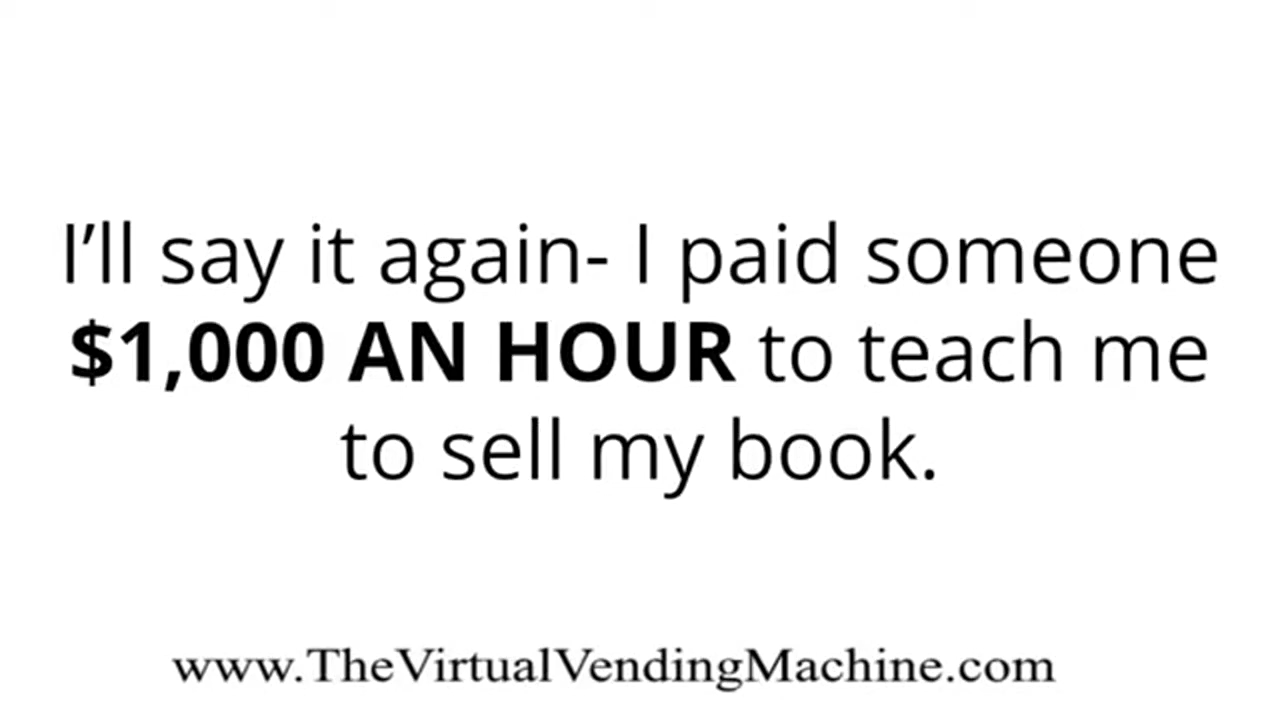 I’ll say it again- I paid someone
$1,000 AN HOUR to teach me
to sell my book.
www.TheVirtualVendingMachine.com